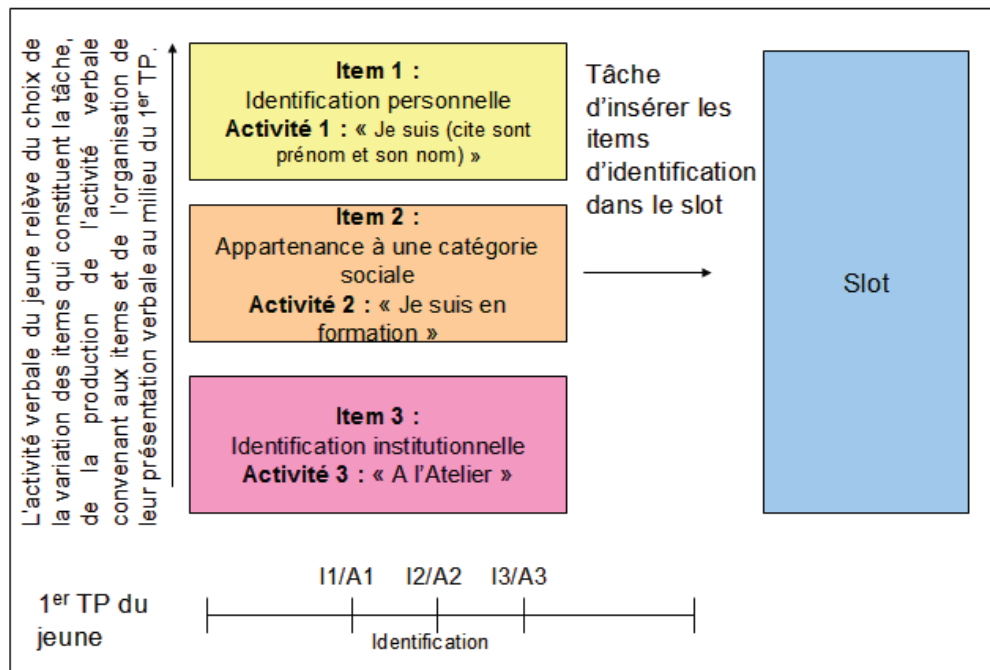 L'activité verbale du jeune relève du choix de
la variation des items qui constituent la tâche,
de la production de l'activité verbale
convenant aux items et de l'organisation de
leur présentation verbale au milieu du 1er TP.
Item 1 :
Identification personnelle
Activité 1 : « Je suis (cite sont
prénom et son nom) »
Item 2 :
Appartenance à une catégorie
sociale
Activité 2 : « Je suis en
formation »
Item 3 :
Identification institutionnelle
Activité 3 : « A l'Atelier »
Tâche
d'insérer les
items
d'identification
dans le slot
Slot
1er TP du
jeune
I1/A1 I2/A2 I3/A3
Identification